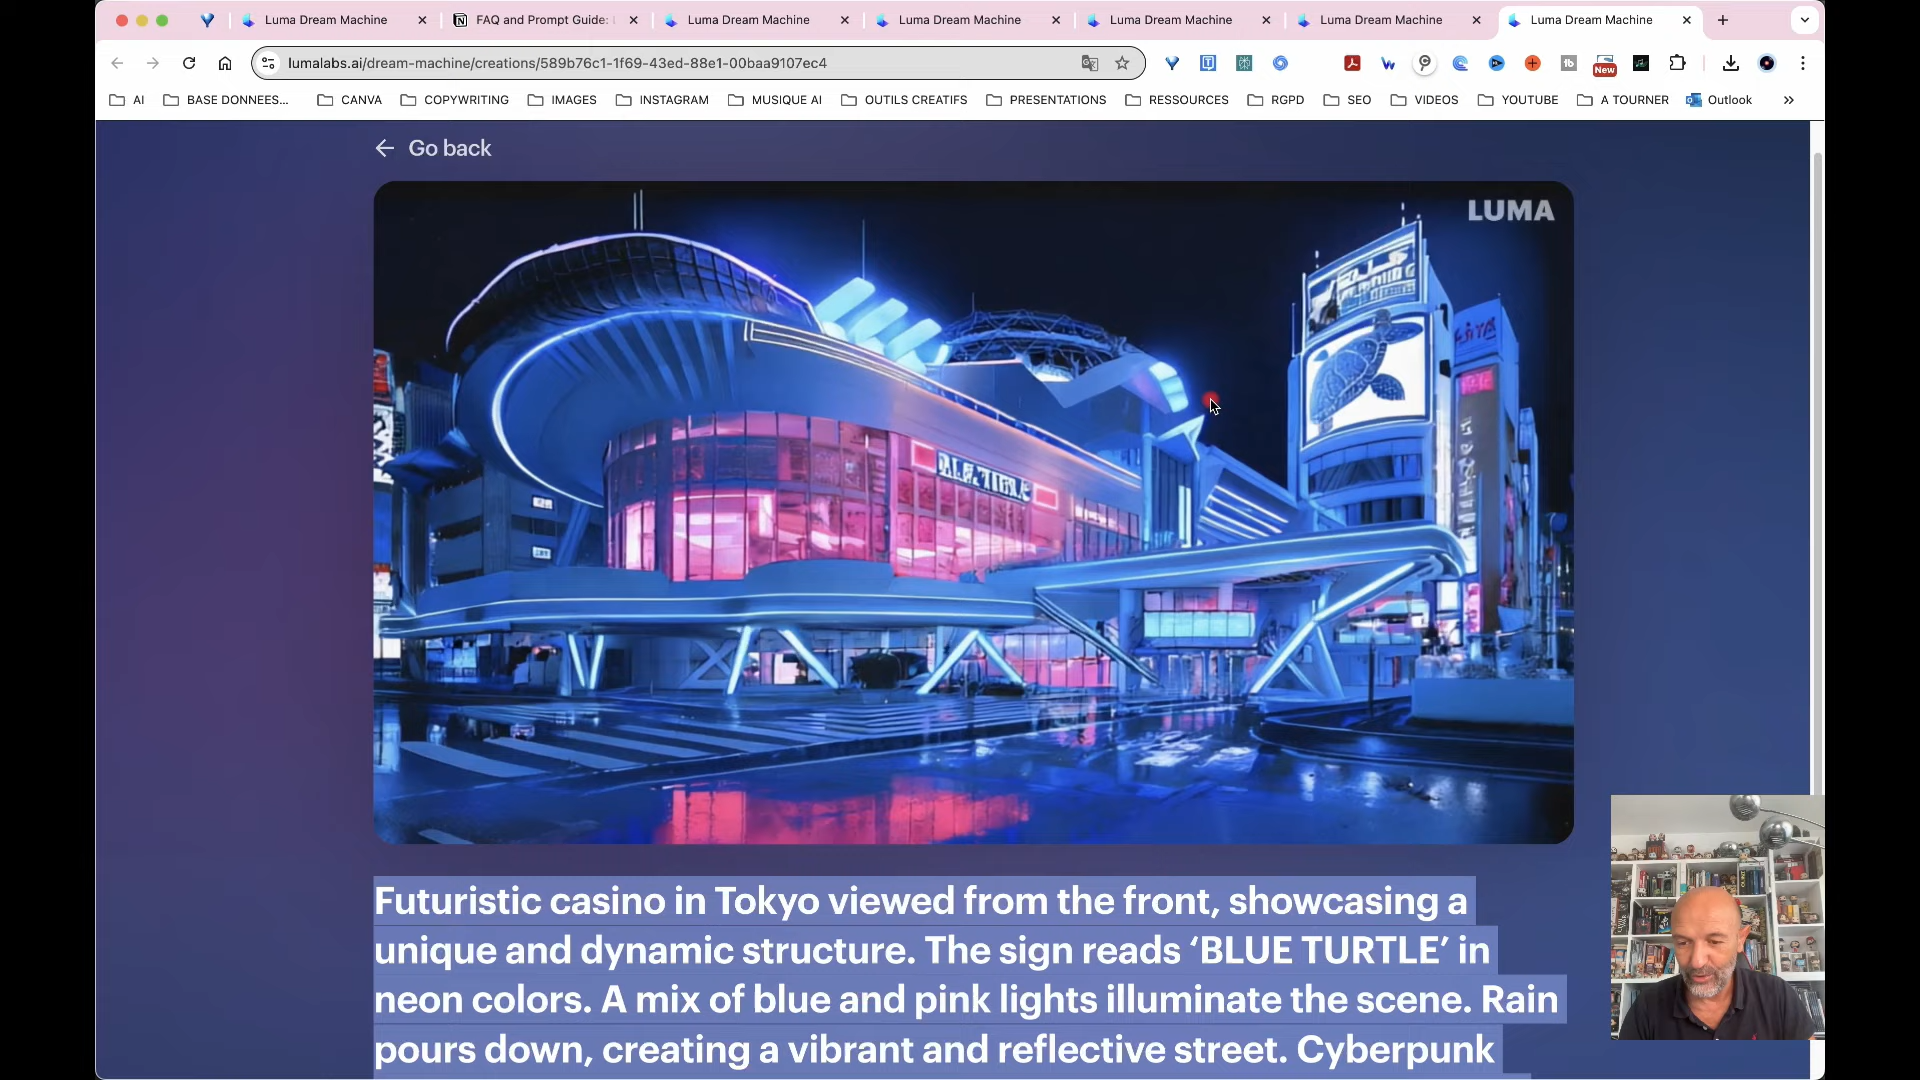 Luma Dream Machine
FAQ and Prompt Guide:
Luma Dream Machine
Luma Dream Machine
Luma Dream Machine
Luma Dream Machine
Luma Dream Machine
lumalabs.ai/dream-machine/creations/589b76c1-1f69-43ed-88e1-00baa9107ec4
New
AI
BASE DONNEES...
CANVA
COPYWRITING
IMAGES
INSTAGRAM
MUSIQUE AI
OUTILS CREATIFS
PRESENTATIONS
RESSOURCES
RGPD
SEO
VIDEOS
YOUTUBE
A TOURNER
Outlook
Go back
LUMA
Futuristic casino in Tokyo viewed from the front, showcasing a
unique and dynamic structure. The sign reads ‘BLUE TURTLE’ in
neon colors. A mix of blue and pink lights illuminate the scene. Rain
pours down, creating a vibrant and reflective street. Cyberpunk